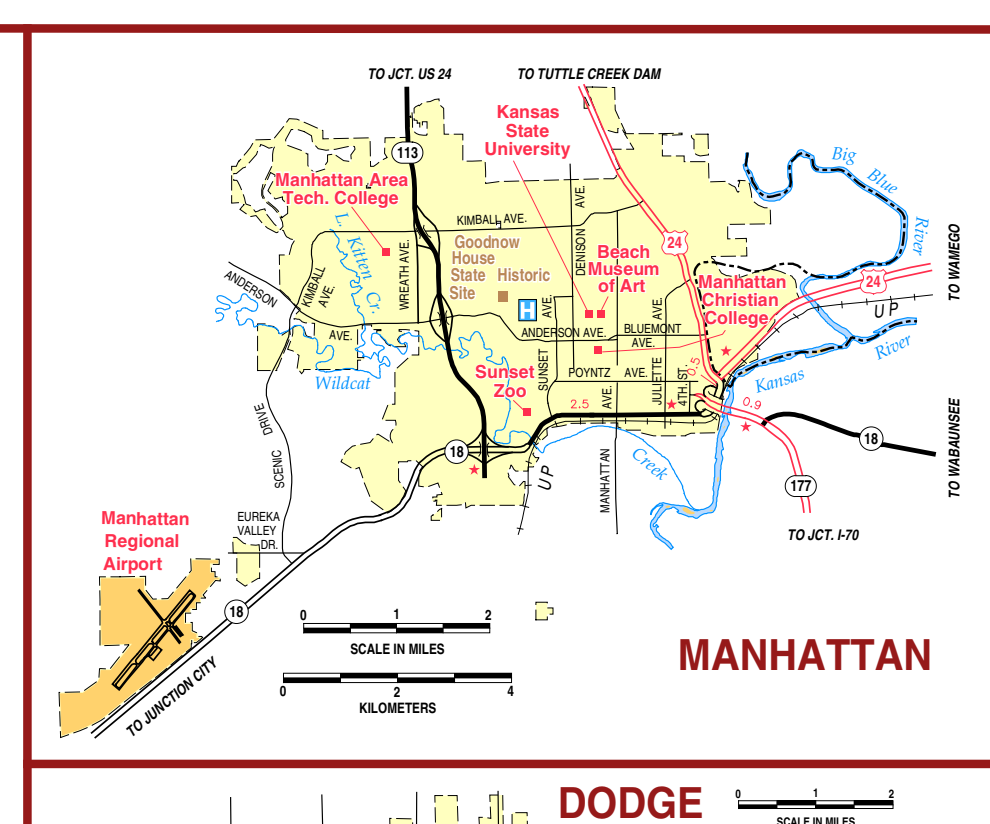 TO JCT. US 24
TO TUTTLE CREEK DAM
Kansas
State
University
113
Big
Blue
River
Manhattan Area
Tech. College
L. Kitten Cr.
KIMBALL AVE.
DENISON
AVE.
24
TO WAMEGO
Goodnow
House
State Historic
Site
Beach
Museum
of Art
WREATH AVE.
KIMBALL
AVE.
ANDERSON
AVE.
Manhattan
Christian
College
24
U P
H
SUNSET
AVE.
ANDERSON AVE.
BLUEMONT
AVE.
JULIETTE
AVE.
River
Kansas
Wildcat
Sunset
Zoo
POYNTZ AVE.
4TH. ST.
0.5
2.5
0.9
SCENIC DRIVE
18
18
U P
MANHATTAN
AVE.
Creek
177
TO WABAUNSEE
TO JCT. I-70
Manhattan
Regional
Airport
EUREKA
VALLEY
DR.
18
TO JUNCTION CITY
0 1 2
SCALE IN MILES
0 2 4
KILOMETERS
MANHATTAN
DODGE
0 1 2
SCALE IN MILES